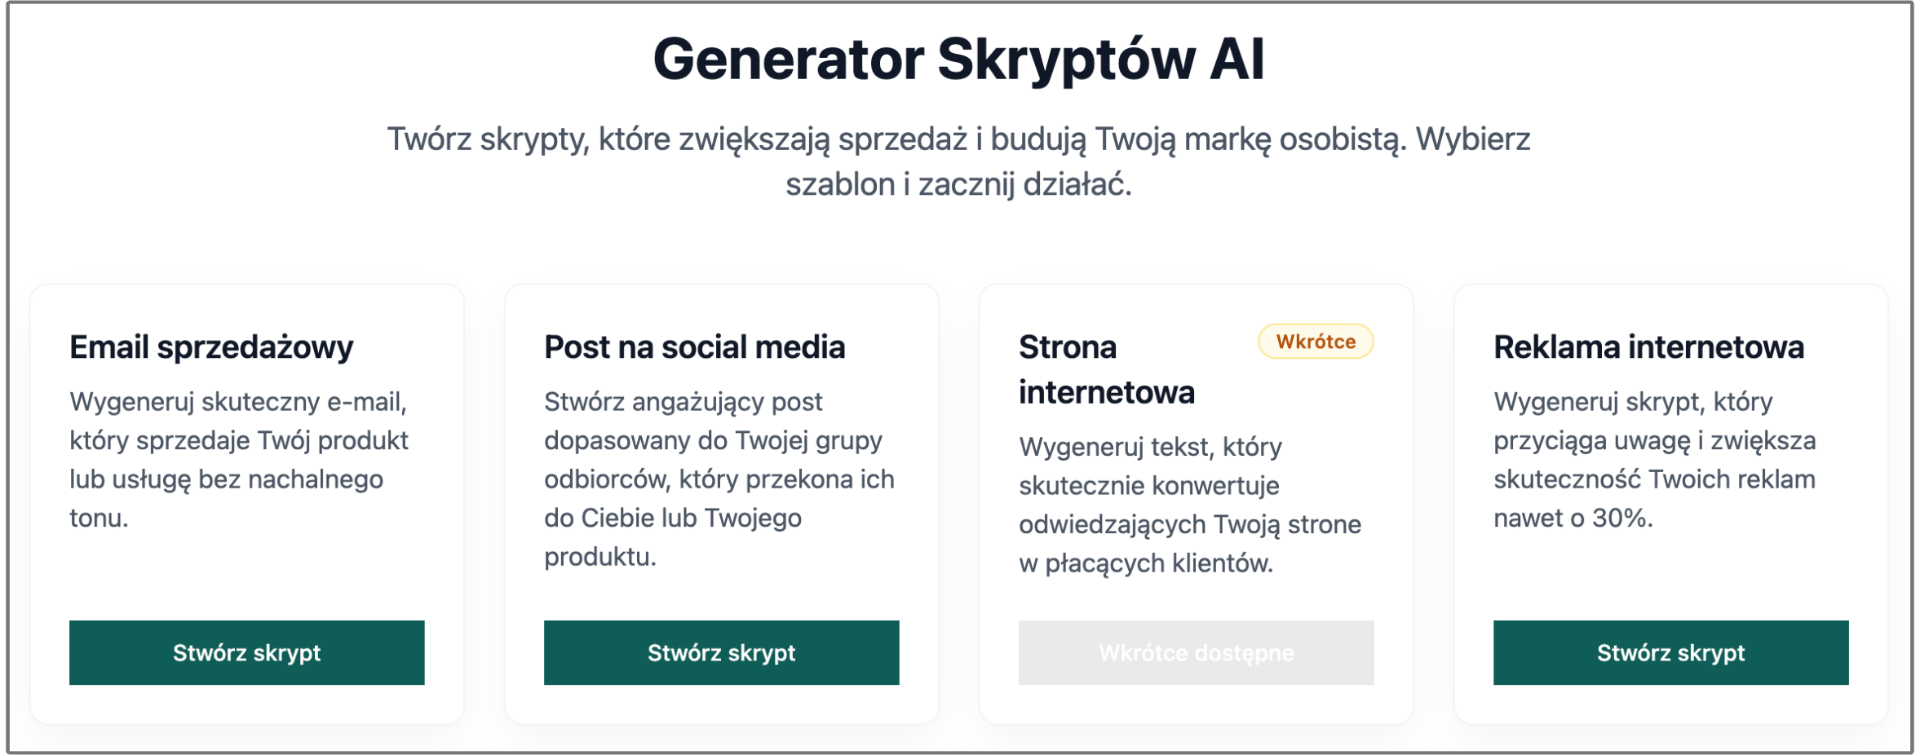 Generator Skryptów AI
Twórz skrypty, które zwiększają sprzedaż i budują Twoją markę osobistą. Wybierz
szablon i zacznij działać.
Email sprzedażowy
Wygeneruj skuteczny e-mail,
który sprzedaje Twój produkt
lub usługę bez nachalnego
tonu.
Stwórz skrypt
Post na social media
Stwórz angażujący post
dopasowany do Twojej grupy
odbiorców, który przekona ich
do Ciebie lub Twojego
produktu.
Stwórz skrypt
Strona
internetowa
Wkrótce
Wygeneruj tekst, który
skutecznie konwertuje
odwiedzających Twoją strone
w płacących klientów.
Wkrótce dostępne
Reklama internetowa
Wygeneruj skrypt, który
przyciąga uwagę i zwiększa
skuteczność Twoich reklam
nawet o 30%.
Stwórz skrypt